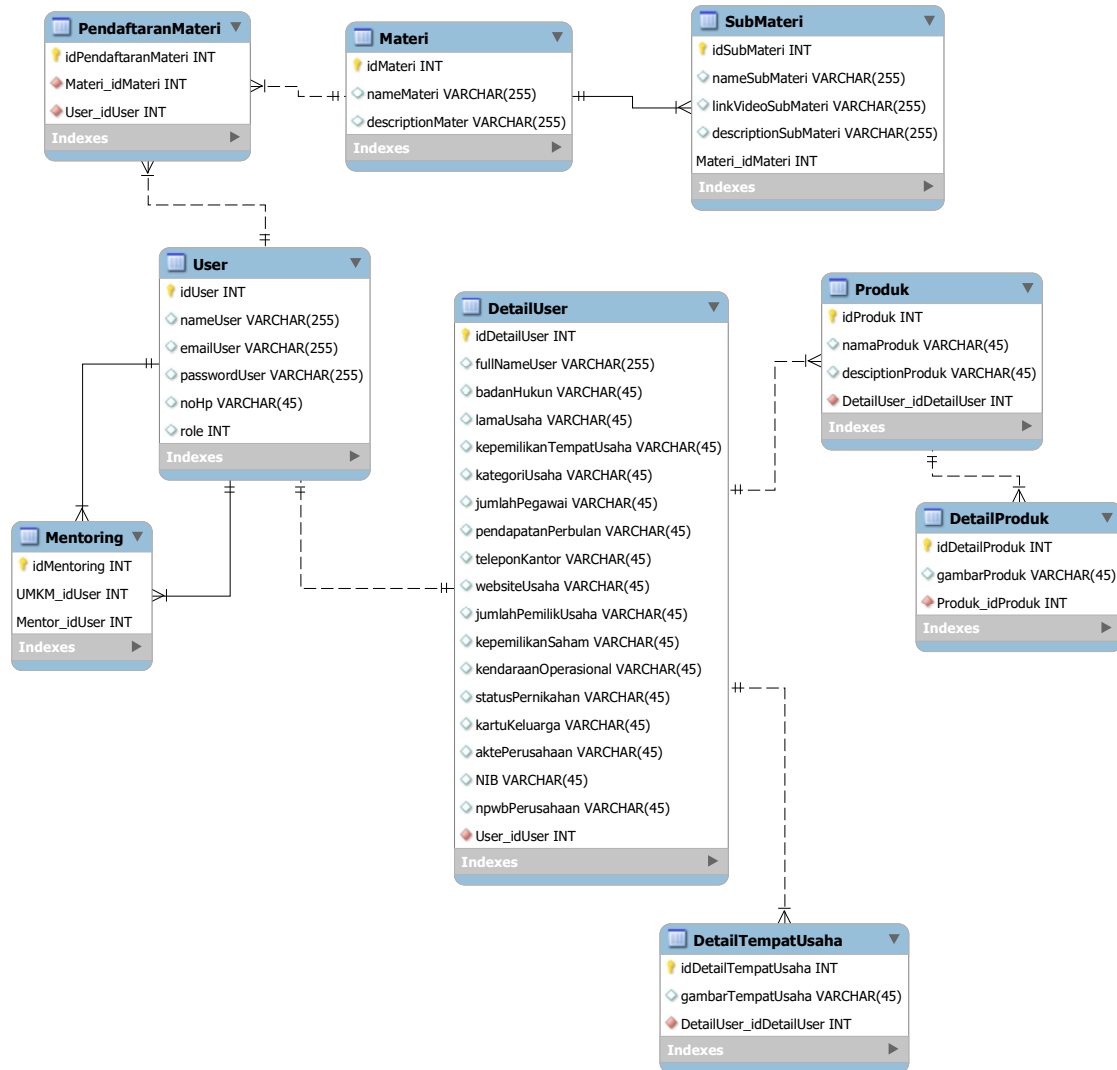 PendaftaranMateri
idPendaftaranMateri INT
Materi_idMateri INT
User_idUser INT
Indexes
Materi
idMateri INT
nameMateri VARCHAR(255)
descriptionMater VARCHAR(255)
Indexes
SubMateri
idSubMateri INT
nameSubMateri VARCHAR(255)
linkVideoSubMateri VARCHAR(255)
descriptionSubMateri VARCHAR(255)
Materi_idMateri INT
Indexes
User
idUser INT
nameUser VARCHAR(255)
emailUser VARCHAR(255)
passwordUser VARCHAR(255)
noHp VARCHAR(45)
role INT
Indexes
DetailUser
idDetailUser INT
fullNameUser VARCHAR(255)
badanHukun VARCHAR(45)
lamaUsaha VARCHAR(45)
kepemilikanTempatUsaha VARCHAR(45)
kategoriUsaha VARCHAR(45)
jumlahPegawai VARCHAR(45)
pendapatanPerbulan VARCHAR(45)
teleponKantor VARCHAR(45)
websiteUsaha VARCHAR(45)
jumlahPemilikUsaha VARCHAR(45)
kepemilikanSaham VARCHAR(45)
kendaraanOperasional VARCHAR(45)
statusPernikahan VARCHAR(45)
kartuKeluarga VARCHAR(45)
aktePerusahaan VARCHAR(45)
NIB VARCHAR(45)
npwbPerusahaan VARCHAR(45)
User_idUser INT
Indexes
Produk
idProduk INT
namaProduk VARCHAR(45)
desciptionProduk VARCHAR(45)
DetailUser_idDetailUser INT
Indexes
DetailProduk
idDetailProduk INT
gambarProduk VARCHAR(45)
Produk_idProduk INT
Indexes
Mentoring
idMentoring INT
UMKM_idUser INT
Mentor_idUser INT
Indexes
DetailTempatUsaha
idDetailTempatUsaha INT
gambarTempatUsaha VARCHAR(45)
DetailUser_idDetailUser INT
Indexes